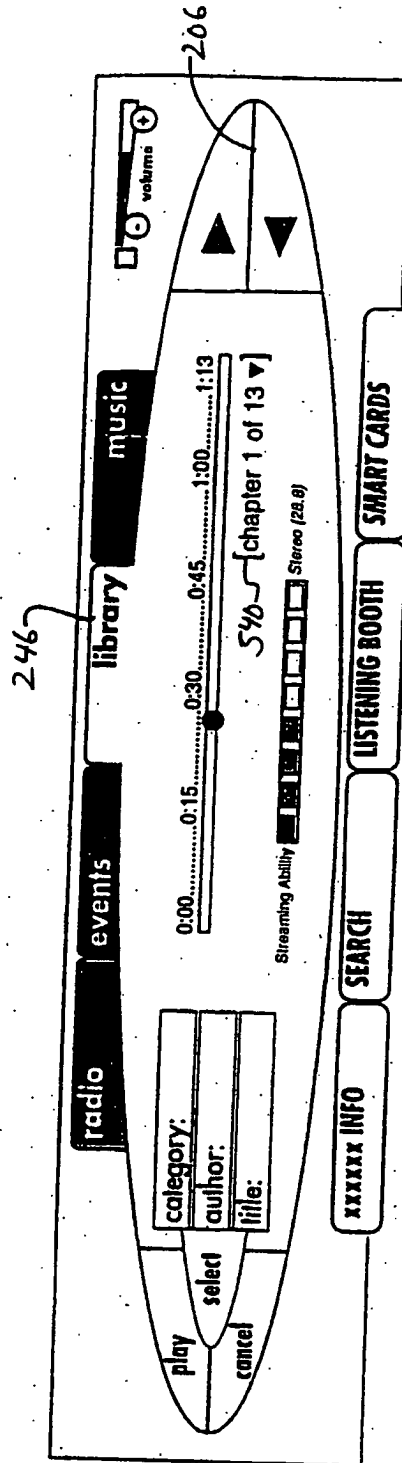 246
206
radio
events
library
music
volume
play
select
cancel
category:
author:
title:
0:00.........0:15.........0:30.........0:45.........1:00.........1:13
540
[chapter 1 of 13 ▼]
Streaming Ability
Stereo (28.8)
xxxxxx INFO
SEARCH
LISTENING BOOTH
SMART CARDS